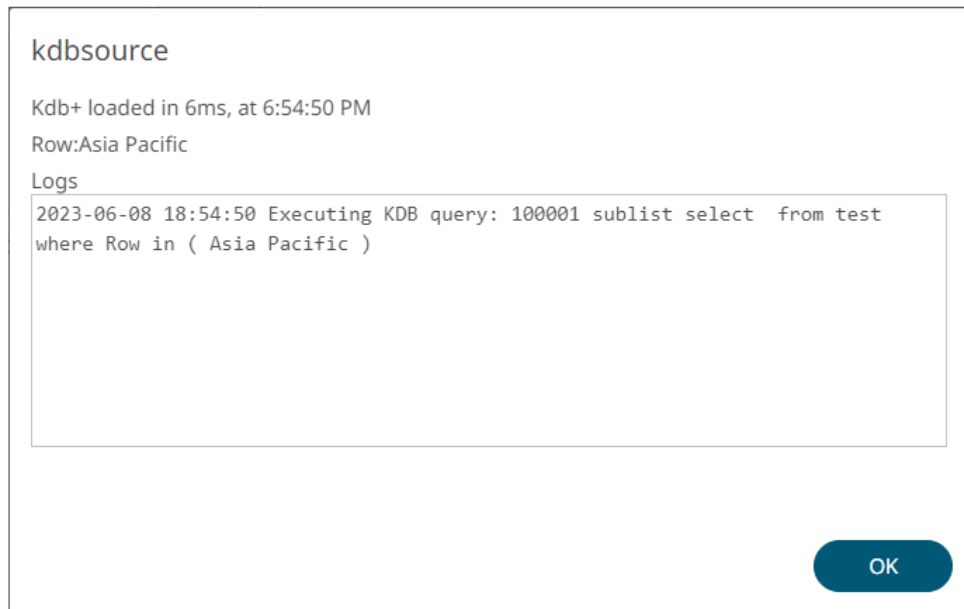 kdbsource
Kdb+ loaded in 6ms, at 6:54:50 PM
Row:Asia Pacific
Logs
2023-06-08 18:54:50 Executing KDB query: 100001 sublist select  from test
where Row in ( Asia Pacific )
OK